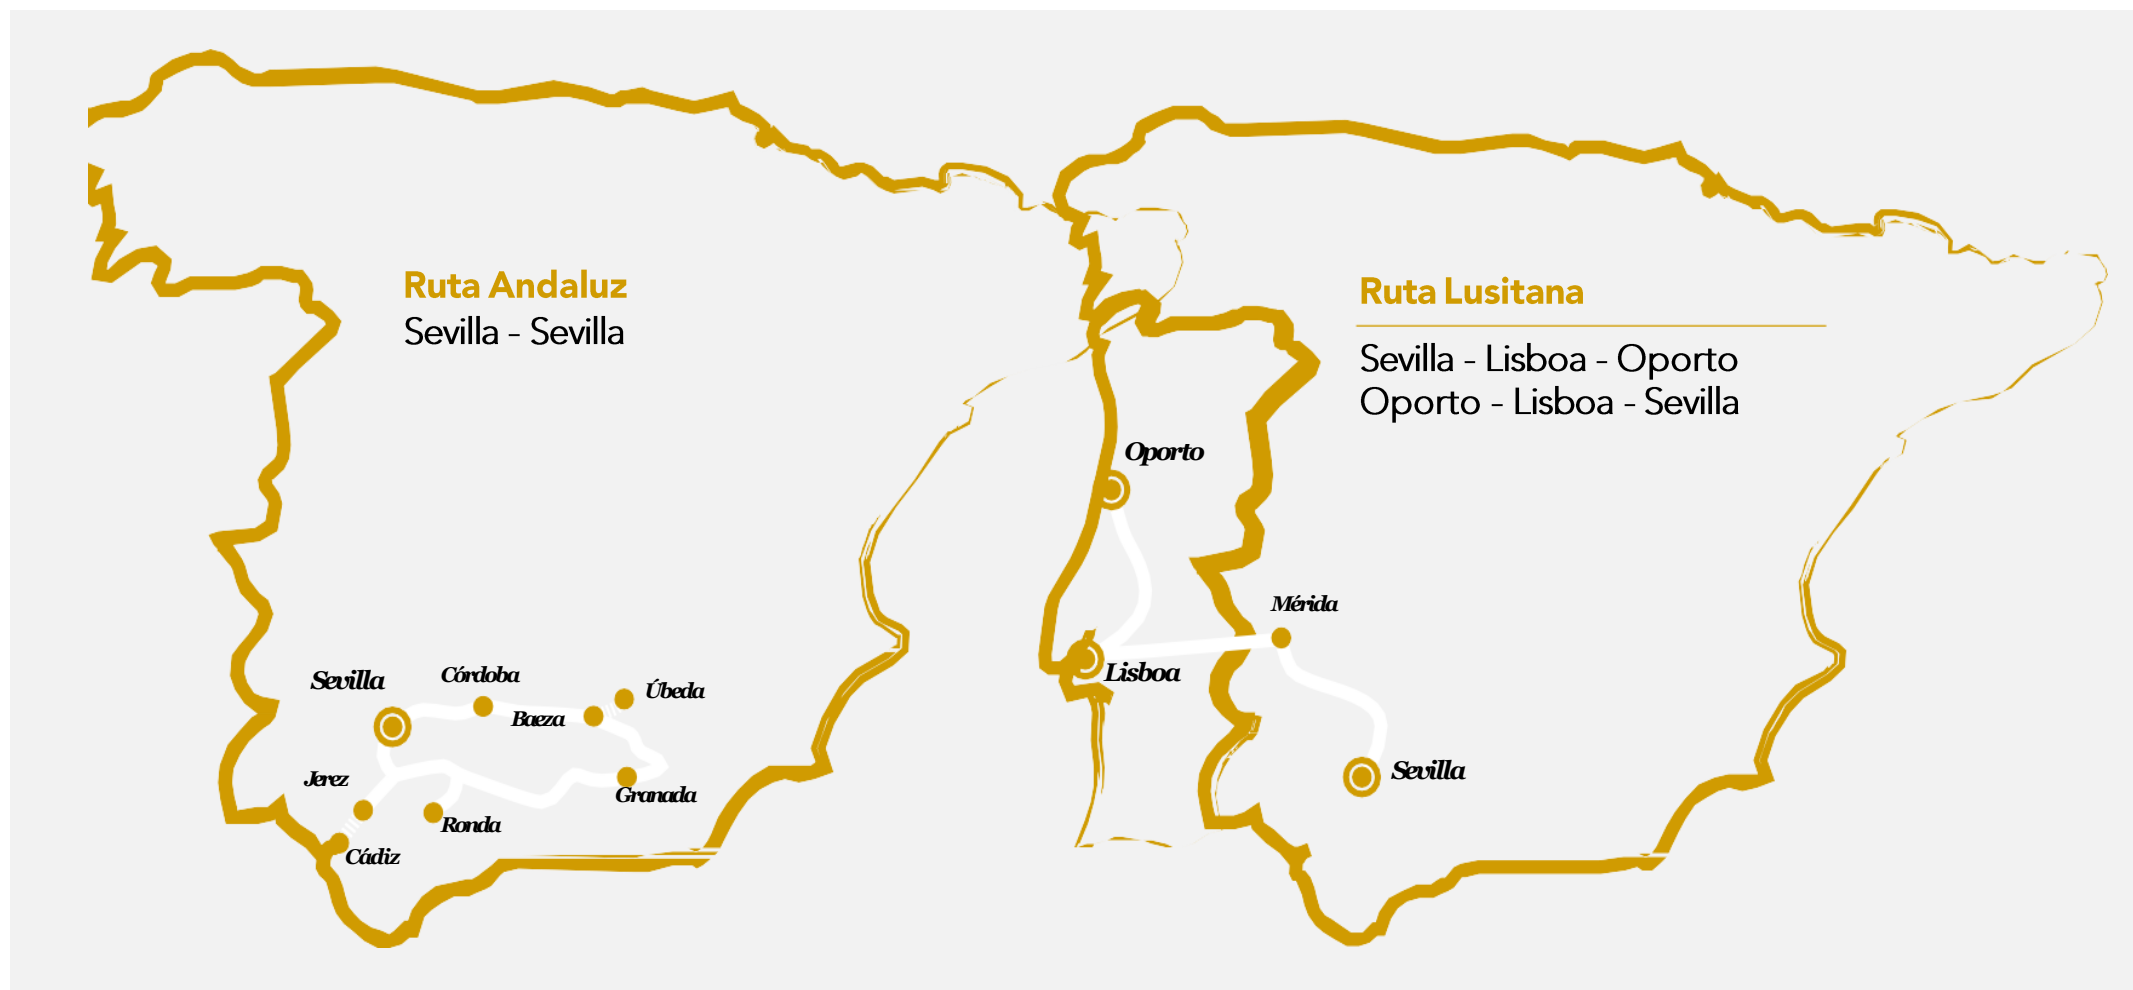 Ruta Andaluz
Sevilla - Sevilla
Sevilla
Córdoba
Úbeda
Baeza
Jerez
Granada
Ronda
Cádiz
Ruta Lusitana
Sevilla - Lisboa - Oporto
Oporto - Lisboa - Sevilla
Oporto
Mérida
Lisboa
Sevilla